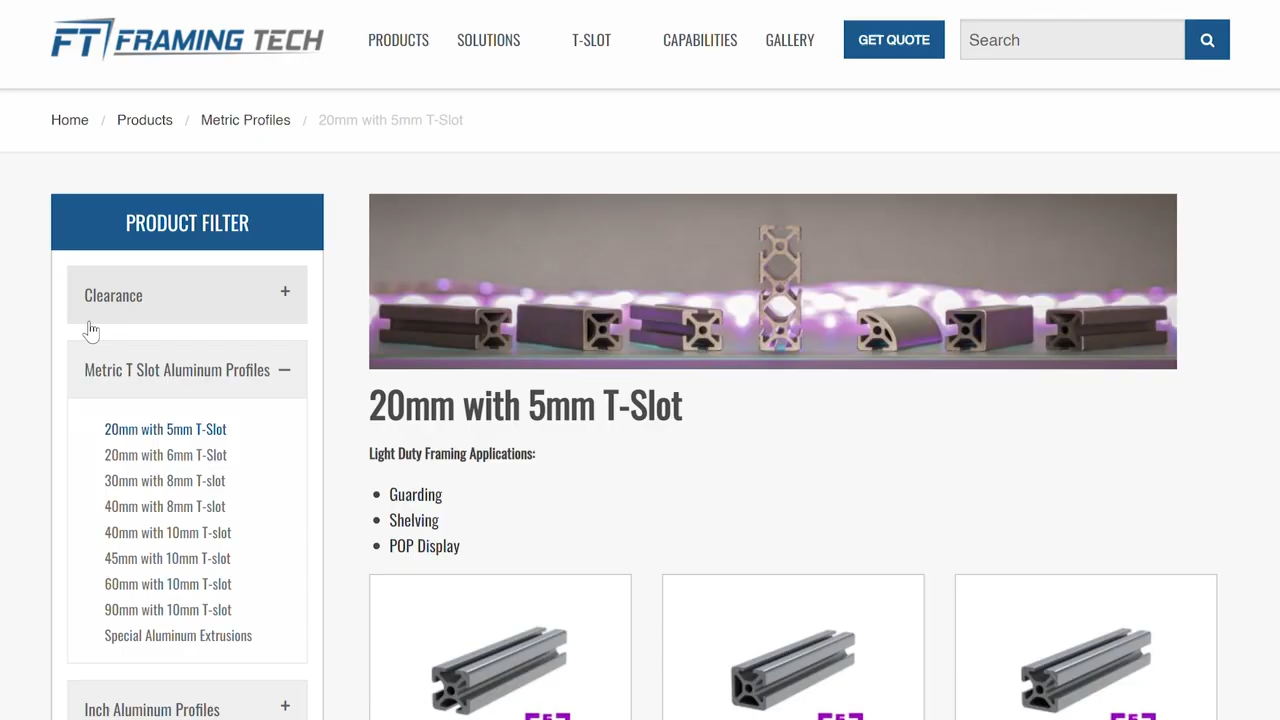 FT FRAMING TECH
PRODUCTS SOLUTIONS T-SLOT CAPABILITIES GALLERY GET QUOTE Search
Home / Products / Metric Profiles / 20mm with 5mm T-Slot
PRODUCT FILTER
Clearance +
Metric T Slot Aluminum Profiles −
20mm with 5mm T-Slot
20mm with 6mm T-Slot
30mm with 8mm T-slot
40mm with 8mm T-slot
40mm with 10mm T-slot
45mm with 10mm T-slot
60mm with 10mm T-slot
90mm with 10mm T-slot
Special Aluminum Extrusions
Inch Aluminum Profiles +
20mm with 5mm T-Slot
Light Duty Framing Applications:
• Guarding
• Shelving
• POP Display